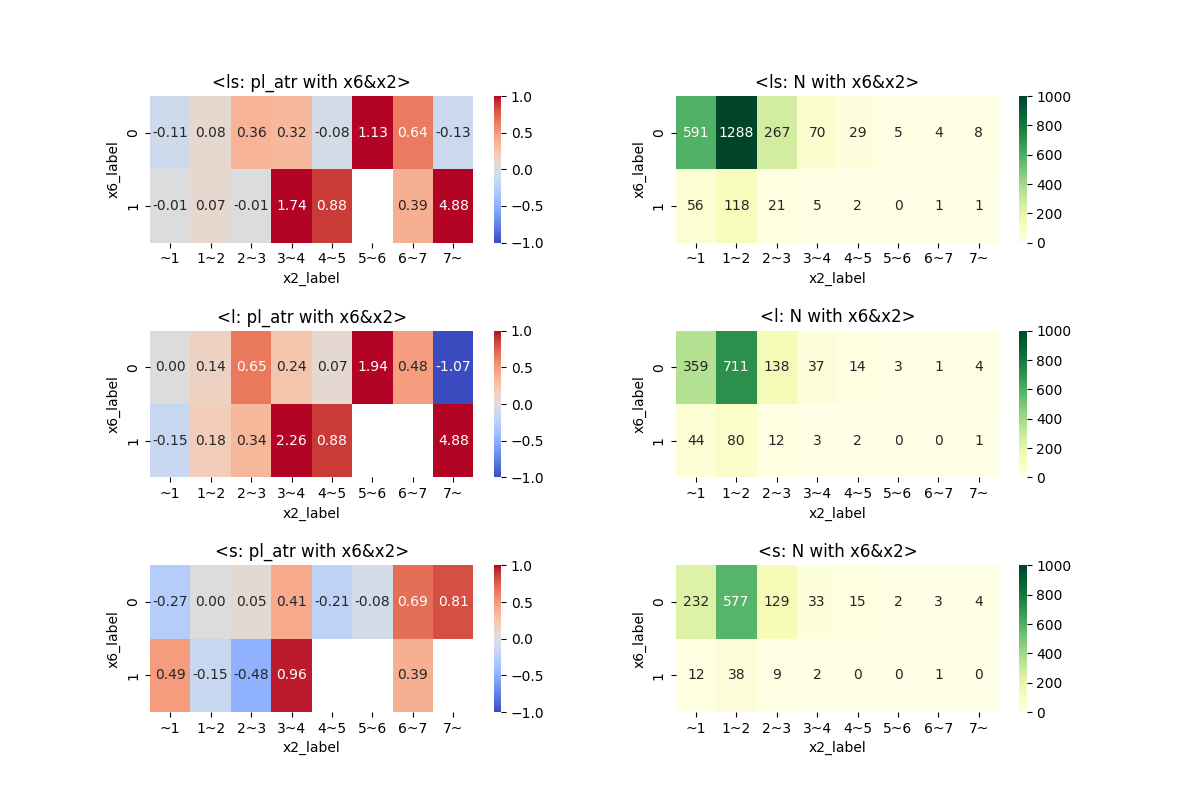 <ls: pl_atr with x6&x2>
x6_label
0 -0.11 0.08 0.36 0.32 -0.08 1.13 0.64 -0.13
1 -0.01 0.07 -0.01 1.74 0.88 0.39 4.88
~1 1~2 2~3 3~4 4~5 5~6 6~7 7~
x2_label
1.0
0.5
0.0
−0.5
−1.0
<ls: N with x6&x2>
x6_label
0 591 1288 267 70 29 5 4 8
1 56 118 21 5 2 0 1 1
~1 1~2 2~3 3~4 4~5 5~6 6~7 7~
x2_label
1000
800
600
400
200
0
<l: pl_atr with x6&x2>
x6_label
0 0.00 0.14 0.65 0.24 0.07 1.94 0.48 -1.07
1 -0.15 0.18 0.34 2.26 0.88 4.88
~1 1~2 2~3 3~4 4~5 5~6 6~7 7~
x2_label
1.0
0.5
0.0
−0.5
−1.0
<l: N with x6&x2>
x6_label
0 359 711 138 37 14 3 1 4
1 44 80 12 3 2 0 0 1
~1 1~2 2~3 3~4 4~5 5~6 6~7 7~
x2_label
1000
800
600
400
200
0
<s: pl_atr with x6&x2>
x6_label
0 -0.27 0.00 0.05 0.41 -0.21 -0.08 0.69 0.81
1 0.49 -0.15 -0.48 0.96 0.39
~1 1~2 2~3 3~4 4~5 5~6 6~7 7~
x2_label
1.0
0.5
0.0
−0.5
−1.0
<s: N with x6&x2>
x6_label
0 232 577 129 33 15 2 3 4
1 12 38 9 2 0 0 1 0
~1 1~2 2~3 3~4 4~5 5~6 6~7 7~
x2_label
1000
800
600
400
200
0